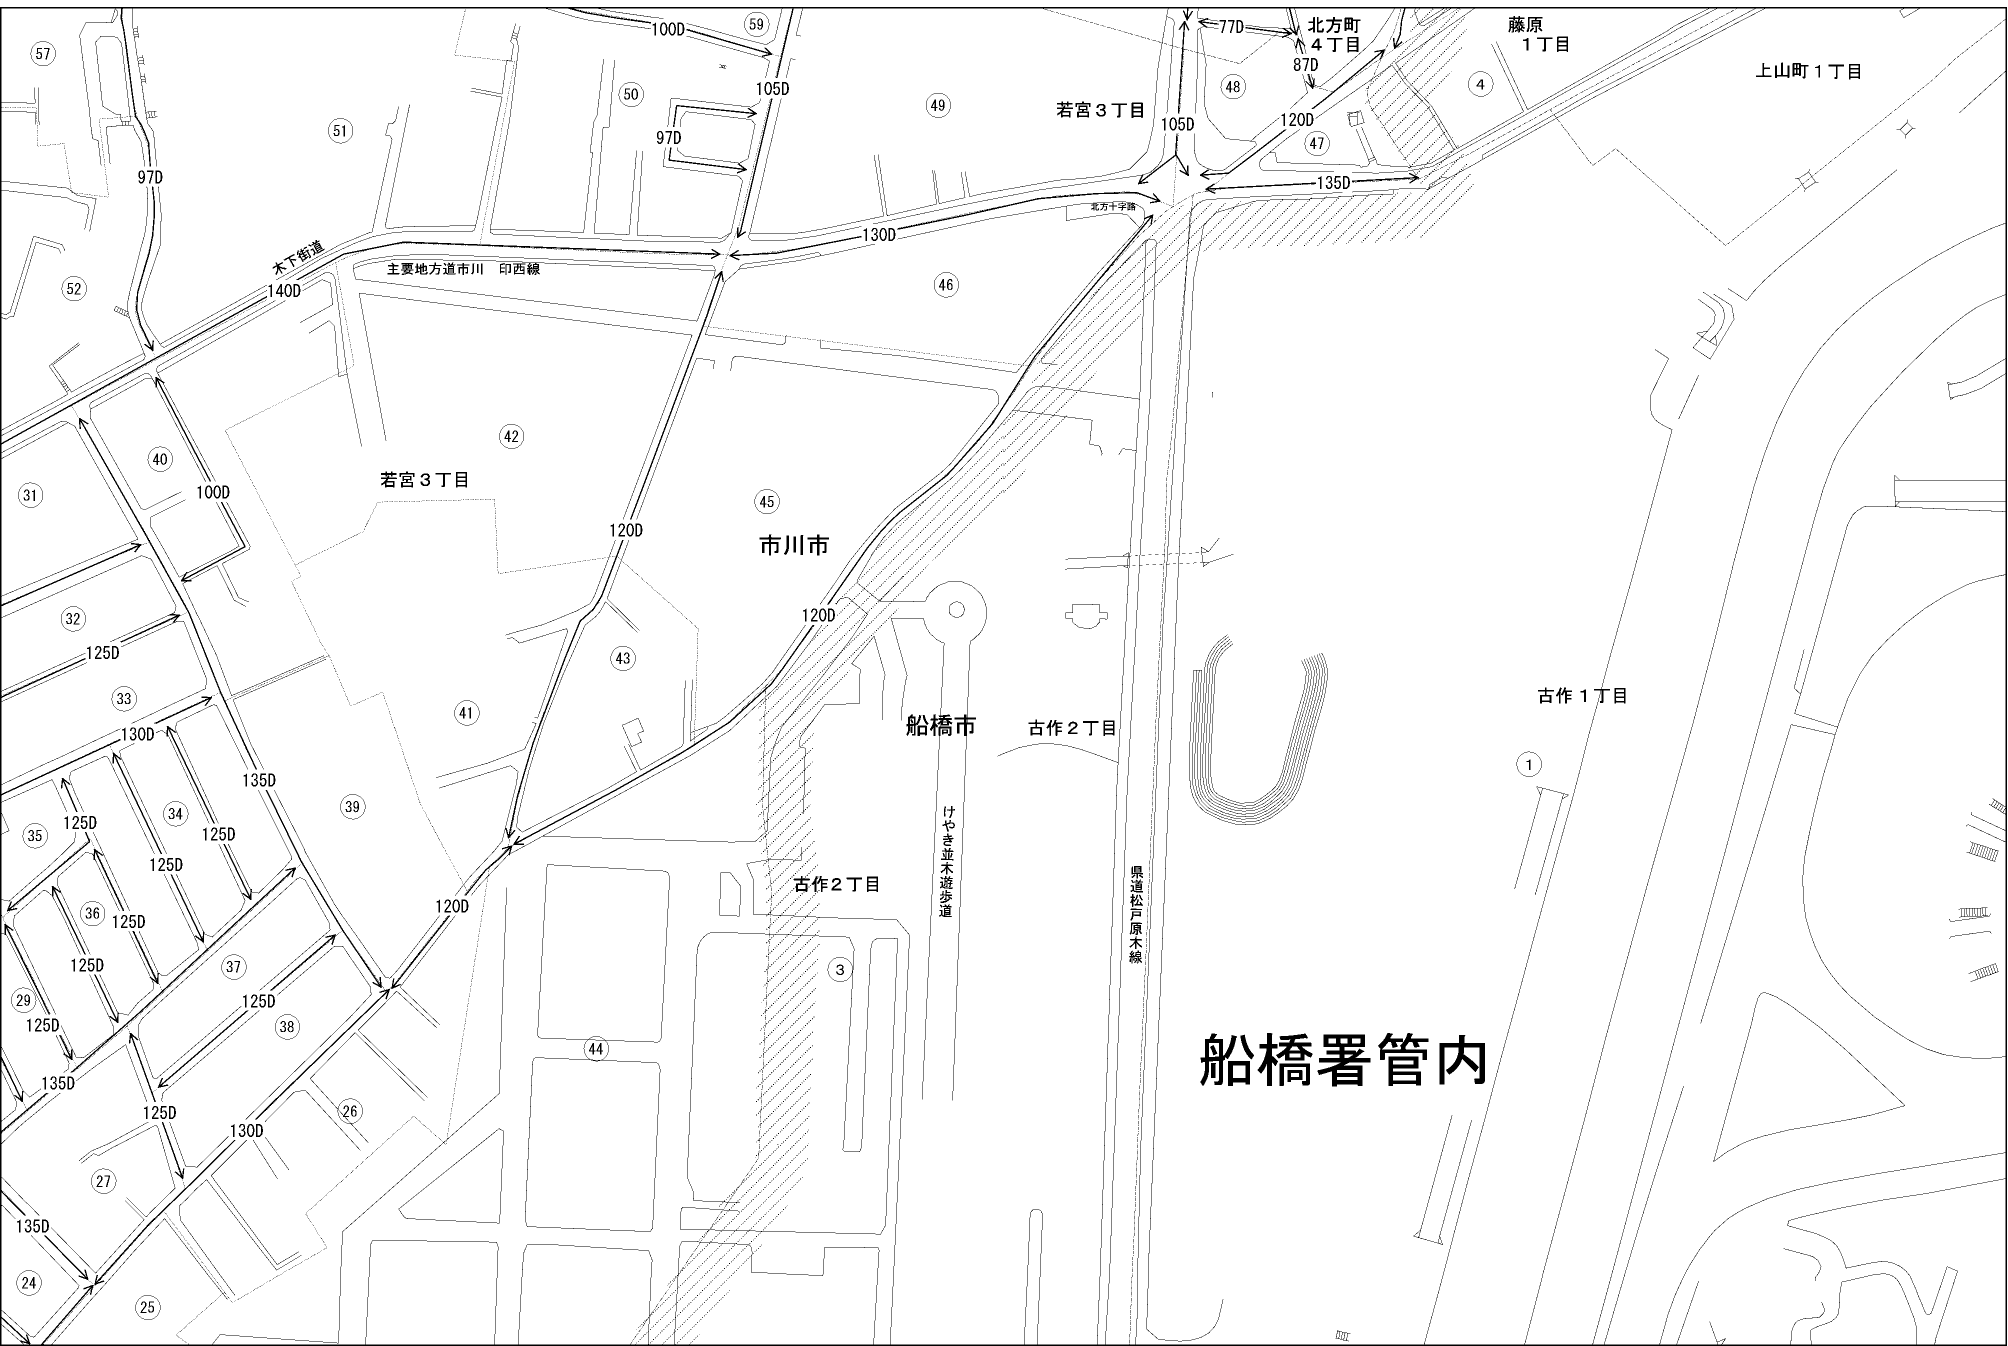 59
77D
北方町
４丁目
藤原
１丁目
100D
57
87D
上山町１丁目
105D
50
48
4
49
若宮３丁目
120D
51
97D
105D
47
97D
135D
北方十字路
130D
木下街道
主要地方道市川　印西線
52
140D
46
42
40
若宮３丁目
31
100D
45
120D
市川市
32
120D
125D
43
33
古作１丁目
41
船橋市
古作２丁目
130D
1
135D
39
34
けやき並木遊歩道
125D
125D
35
125D
県道松戸原木線
古作２丁目
120D
36
125D
125D
37
3
29
125D
125D
38
44
船橋署管内
135D
125D
26
130D
27
135D
24
25